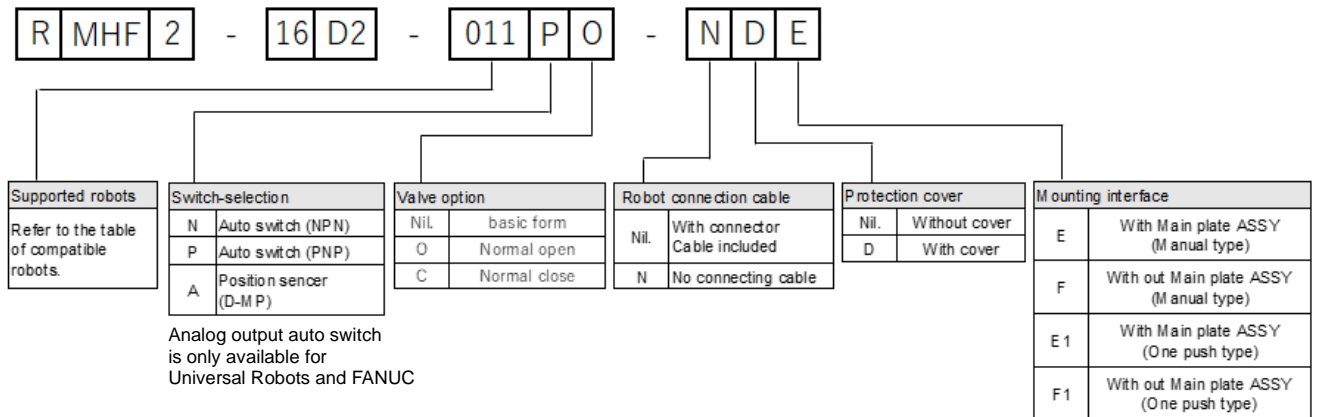 R MHF 2 - 16 D2 - 011 P O - N D E
Supported robots
Refer to the table
of compatible
robots.
Switch-selection
N Auto switch (NPN)
P Auto switch (PNP)
A Position sencer
(D-MP)
Analog output auto switch
is only available for
Universal Robots and FANUC
Valve option
Nil. basic form
O Normal open
C Normal close
Robot connection cable
Nil. With connector
Cable included
N No connecting cable
Protection cover
Nil. Without cover
D With cover
Mounting interface
E With Main plate ASSY
(Manual type)
F With out Main plate ASSY
(Manual type)
E1 With Main plate ASSY
(One push type)
F1 With out Main plate ASSY
(One push type)